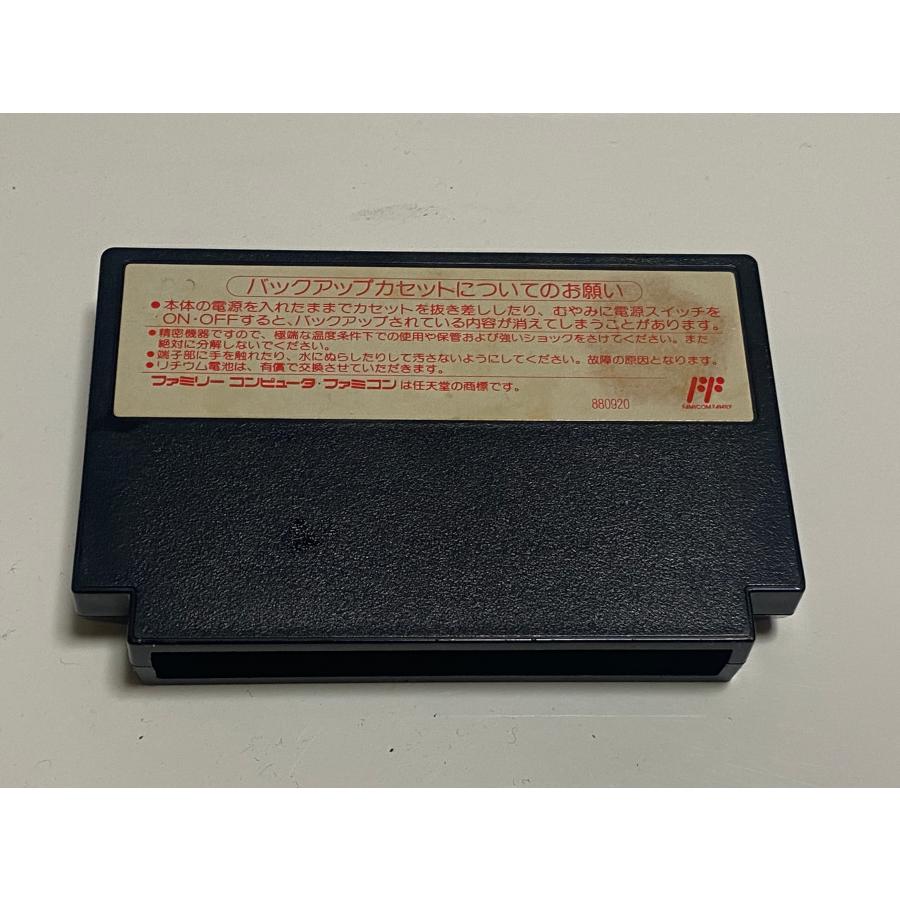 バックアップカセットについてのお願い
●本体の電源を入れたままでカセットを抜き差ししたり、むやみに電源スイッチを
ON・OFFすると、バックアップされている内容が消えてしまうことがあります。
●精密機器ですので、極端な温度条件下での使用や保管および強いショックをさけてください。また
絶対に分解しないでください。
●端子部に手を触れたり、水にぬらしたりして汚さないようにしてください。故障の原因となります。
●リチウム電池は、有償で交換させていただきます。
ファミリー コンピュータ・ファミコンは任天堂の商標です。
880920
FAMICOM FAMILY